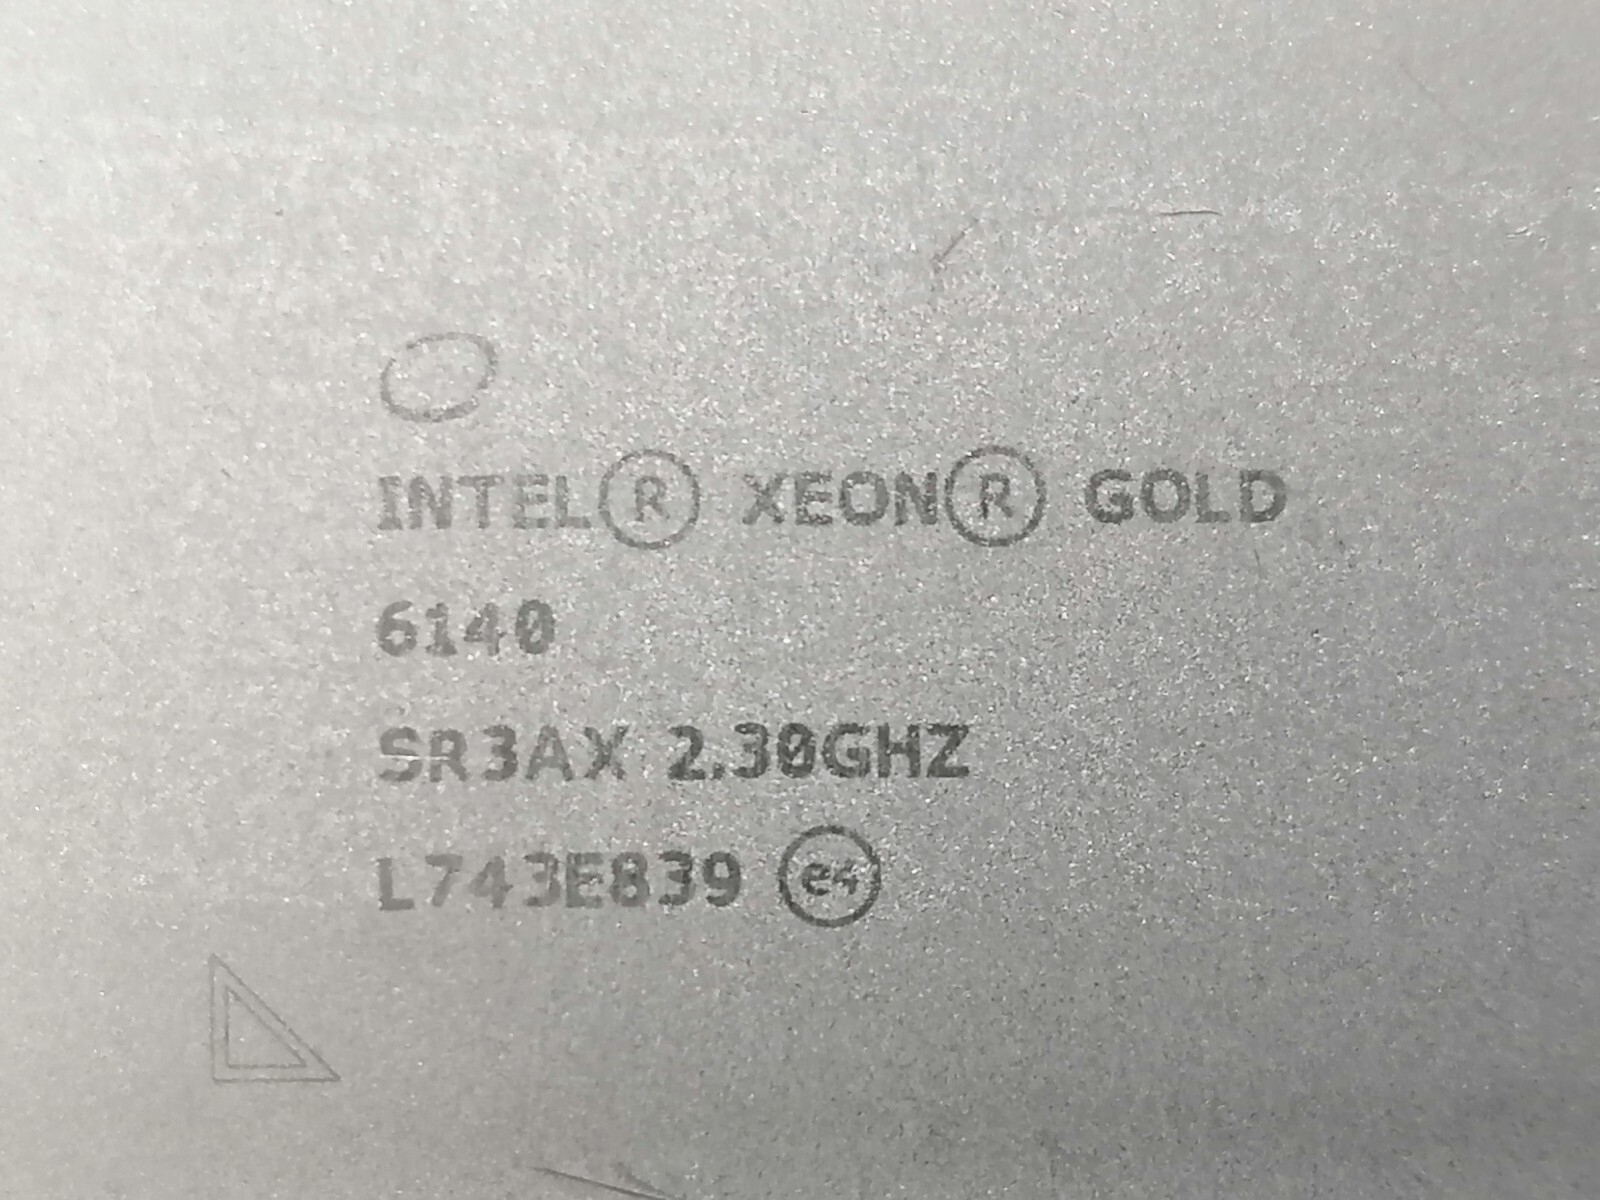 INTEL® XEON® GOLD
6140
SR3AX 2.30GHZ
L743E839 e4